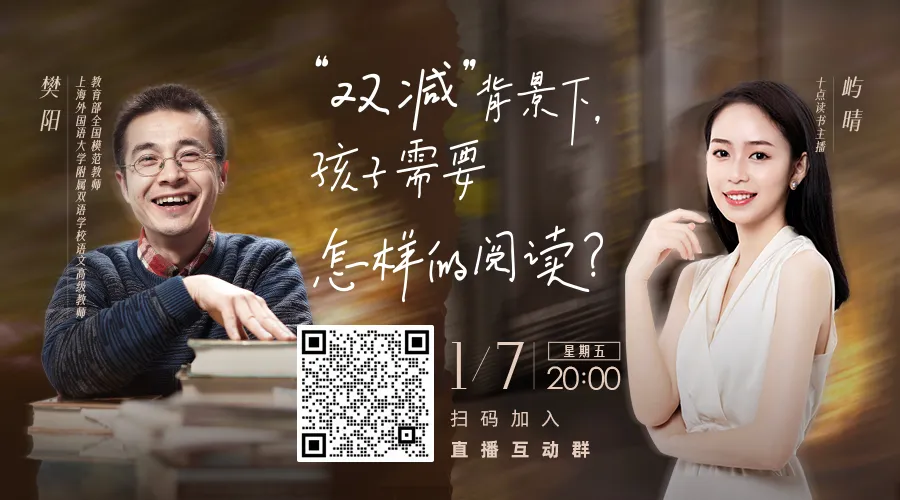 樊阳
教育部全国模范教师
上海外国语大学附属双语学校语文高级教师
“双减”背景下，
孩子需要
怎样的阅读？
屿晴
十点读书主播
1/7
星期五
20:00
扫码加入
直播互动群